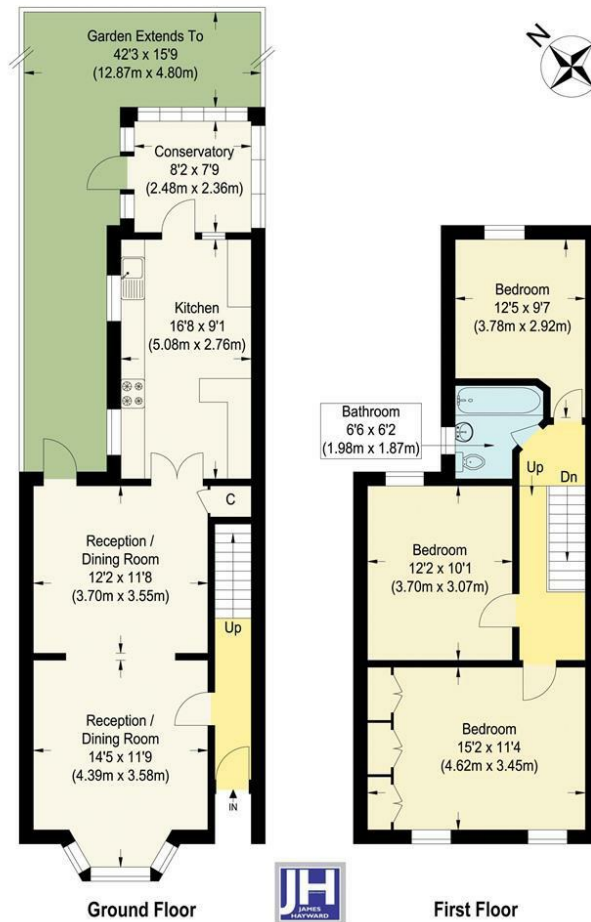 Garden Extends To
42'3 x 15'9
(12.87m x 4.80m)
N
Conservatory
8'2 x 7'9
(2.48m x 2.36m)
Kitchen
16'8 x 9'1
(5.08m x 2.76m)
C
Reception /
Dining Room
12'2 x 11'8
(3.70m x 3.55m)
Up
Reception /
Dining Room
14'5 x 11'9
(4.39m x 3.58m)
IN
Ground Floor
Bedroom
12'5 x 9'7
(3.78m x 2.92m)
Bathroom
6'6 x 6'2
(1.98m x 1.87m)
Up
Dn
Bedroom
12'2 x 10'1
(3.70m x 3.07m)
Bedroom
15'2 x 11'4
(4.62m x 3.45m)
First Floor
JH
JAMES
HAYWARD